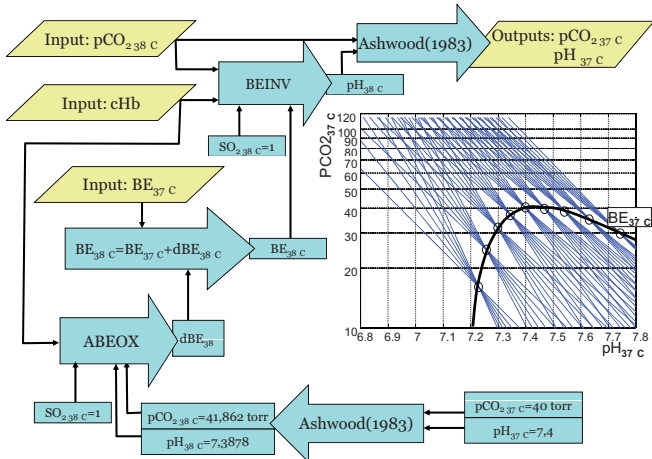 Input: pCO2 38 C
Ashwood(1983)
Outputs: pCO2 37 C
pH 37 C
BEINV
pH38 C
Input: cHb
SO2 38 C=1
Input: BE37 C
BE38 C=BE37 C+dBE38 C
BE38 C
ABEOX
dBE38
SO2 38 C=1
pCO2 38 C=41,862 torr
pH38 C=7,3878
Ashwood(1983)
pCO2 37 C=40 torr
pH37 C=7,4
PCO237 C
120
100
90
80
70
60
50
40
30
20
10
BE37 C
6.8 6.9 7 7.1 7.2 7.3 7.4 7.5 7.6 7.7 7.8
pH37 C